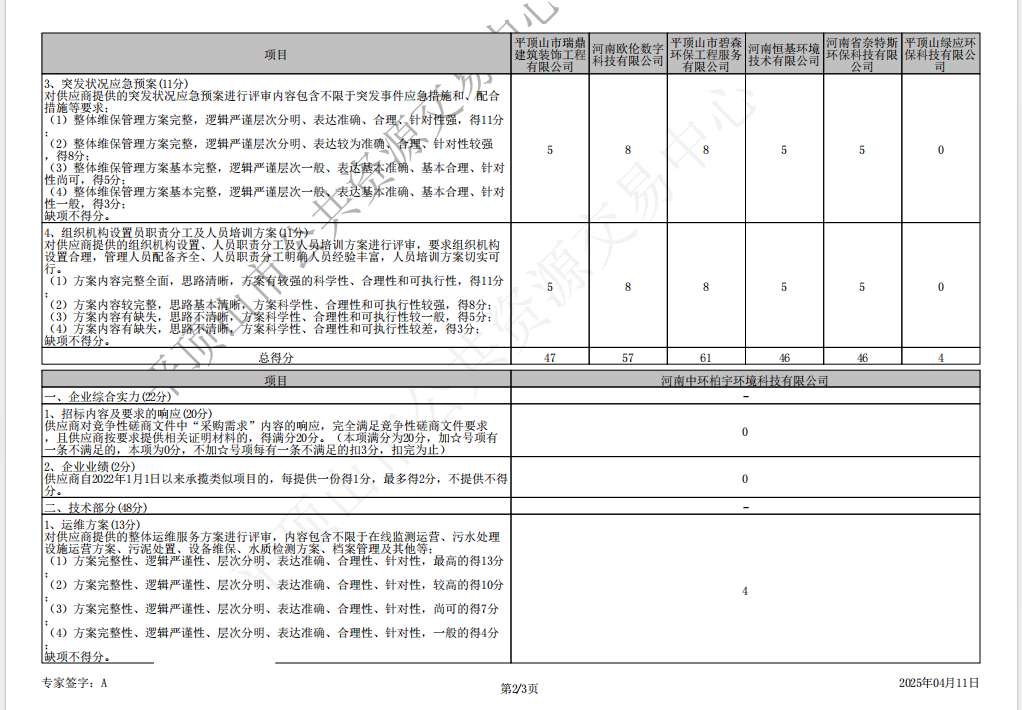 项目
平顶山市瑞鼎
建筑装饰工程
有限公司
河南欧伦数字
科技有限公司
平顶山市碧森
环保工程服务
有限公司
河南恒基环境
技术有限公司
河南省奈特斯
环保科技有限
公司
平顶山绿应环
保科技有限公
司
3、突发状况应急预案(11分)
对供应商提供的突发状况应急预案进行评审内容包含不限于突发事件应急措施和、配合
措施等要求;
（1）整体维保管理方案完整，逻辑严谨层次分明、表达准确、合理、针对性强，得11分
;
（2）整体维保管理方案完整，逻辑严谨层次分明、表达较为准确、合理、针对性较强
，得8分;
（3）整体维保管理方案基本完整，逻辑严谨层次一般、表达基本准确、基本合理、针对
性尚可，得5分;
（4）整体维保管理方案基本完整，逻辑严谨层次一般、表达基本准确、基本合理、针对
性一般，得3分;
缺项不得分。
5 8 8 5 5 0
4、组织机构设置员职责分工及人员培训方案(11分)
对供应商提供的组织机构设置、人员职责分工及人员培训方案进行评审，要求组织机构
设置合理，管理人员配备齐全、人员职责分工明确人员经验丰富，人员培训方案切实可
行。
（1）方案内容完整全面，思路清晰，方案有较强的科学性、合理性和可执行性，得11分
;
（2）方案内容较完整，思路基本清晰，方案科学性、合理性和可执行性较强，得8分;
（3）方案内容有缺失，思路不清晰，方案科学性、合理性和可执行性较一般，得5分;
（4）方案内容有缺失，思路不清晰，方案科学性、合理性和可执行性较差，得3分;
缺项不得分。
5 8 8 5 5 0
总得分 47 57 61 46 46 4
项目 河南中环柏宇环境科技有限公司
一、企业综合实力(22分) -
1、招标内容及要求的响应(20分)
供应商对竞争性磋商文件中“采购需求”内容的响应，完全满足竞争性磋商文件要求
，且供应商按要求提供相关证明材料的，得满分20分。（本项满分为20分，加☆号项有
一条不满足的，本项为0分，不加☆号项每有一条不满足的扣3分，扣完为止）
0
2、企业业绩(2分)
供应商自2022年1月1日以来承揽类似项目的，每提供一份得1分，最多得2分，不提供不得
分。
0
二、技术部分(48分) -
1、运维方案(13分)
对供应商提供的整体运维服务方案进行评审，内容包含不限于在线监测运营、污水处理
设施运营方案、污泥处置、设备维保、水质检测方案、档案管理及其他等;
（1）方案完整性、逻辑严谨性、层次分明、表达准确、合理性、针对性，最高的得13分
;
（2）方案完整性、逻辑严谨性、层次分明、表达准确、合理性、针对性，较高的得10分
;
（3）方案完整性、逻辑严谨性、层次分明、表达准确、合理性、针对性，尚可的得7分
;
（4）方案完整性、逻辑严谨性、层次分明、表达准确、合理性、针对性，一般的得4分
;
缺项不得分。
4
专家签字: A
第2/3页
2025年04月11日
平顶山市公共资源交易中心
平顶山市公共资源交易中心